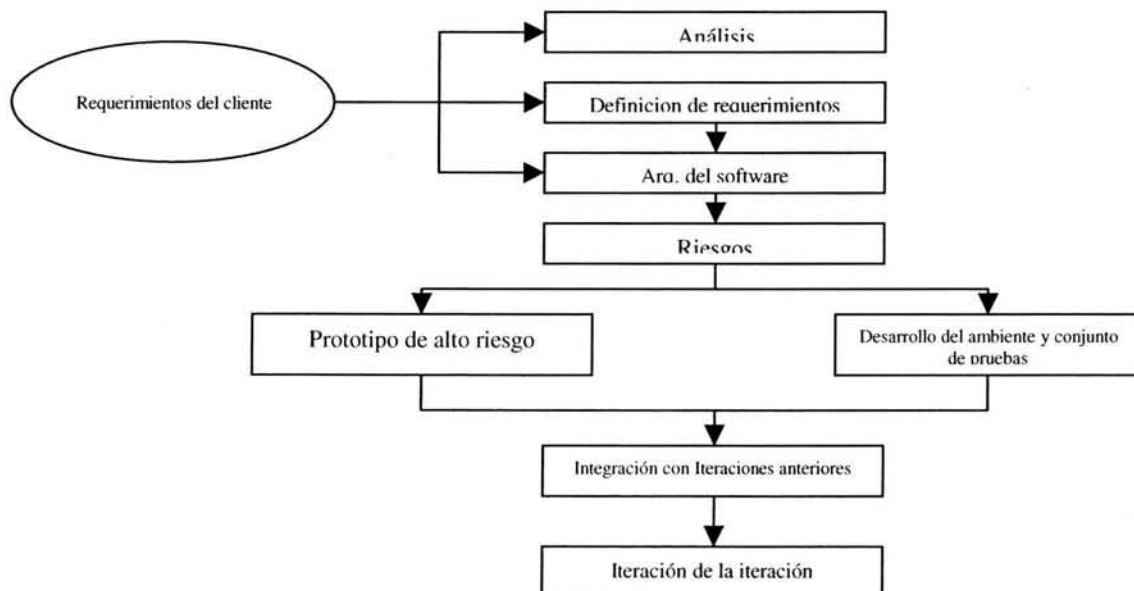 Análisis
Requerimientos del cliente
Definicion de requerimientos
Arq. del software
Riesgos
Prototipo de alto riesgo
Desarrollo del ambiente y conjunto
de pruebas
Integración con Iteraciones anteriores
Iteración de la iteración